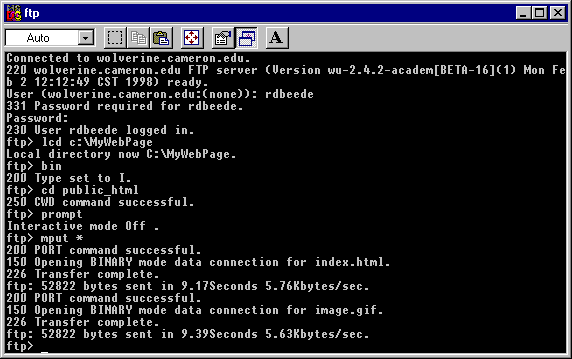 ftp
Auto
A
Connected to wolverine.cameron.edu.
220 wolverine.cameron.edu FTP server (Version wu-2.4.2-academ[BETA-16](1) Mon Fe
b 2 12:12:49 CST 1998) ready.
User (wolverine.cameron.edu:(none)): rdbeede
331 Password required for rdbeede.
Password:
230 User rdbeede logged in.
ftp> lcd c:\MyWebPage
Local directory now C:\MyWebPage.
ftp> bin
200 Type set to I.
ftp> cd public_html
250 CWD command successful.
ftp> prompt
Interactive mode Off .
ftp> mput *
200 PORT command successful.
150 Opening BINARY mode data connection for index.html.
226 Transfer complete.
ftp: 52822 bytes sent in 9.17Seconds 5.76Kbytes/sec.
200 PORT command successful.
150 Opening BINARY mode data connection for image.gif.
226 Transfer complete.
ftp: 52822 bytes sent in 9.39Seconds 5.63Kbytes/sec.
ftp> _